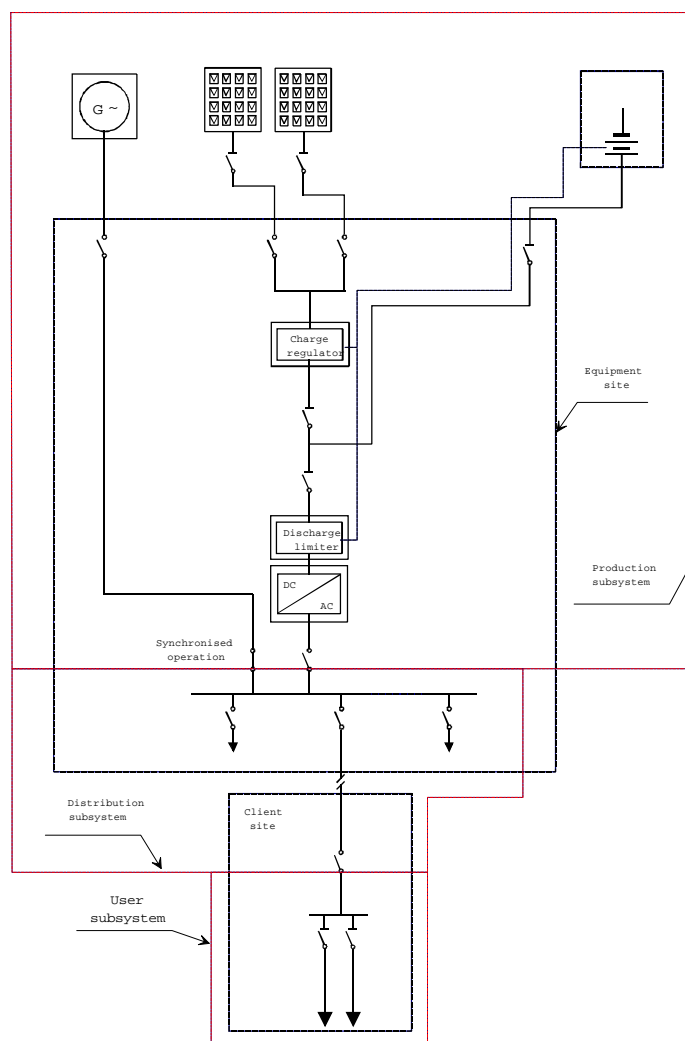 G ~
Charge
regulator
Equipment
site
Discharge
limiter
Production
subsystem
DC
AC
Synchronised
operation
Distribution
subsystem
Client
site
User
subsystem